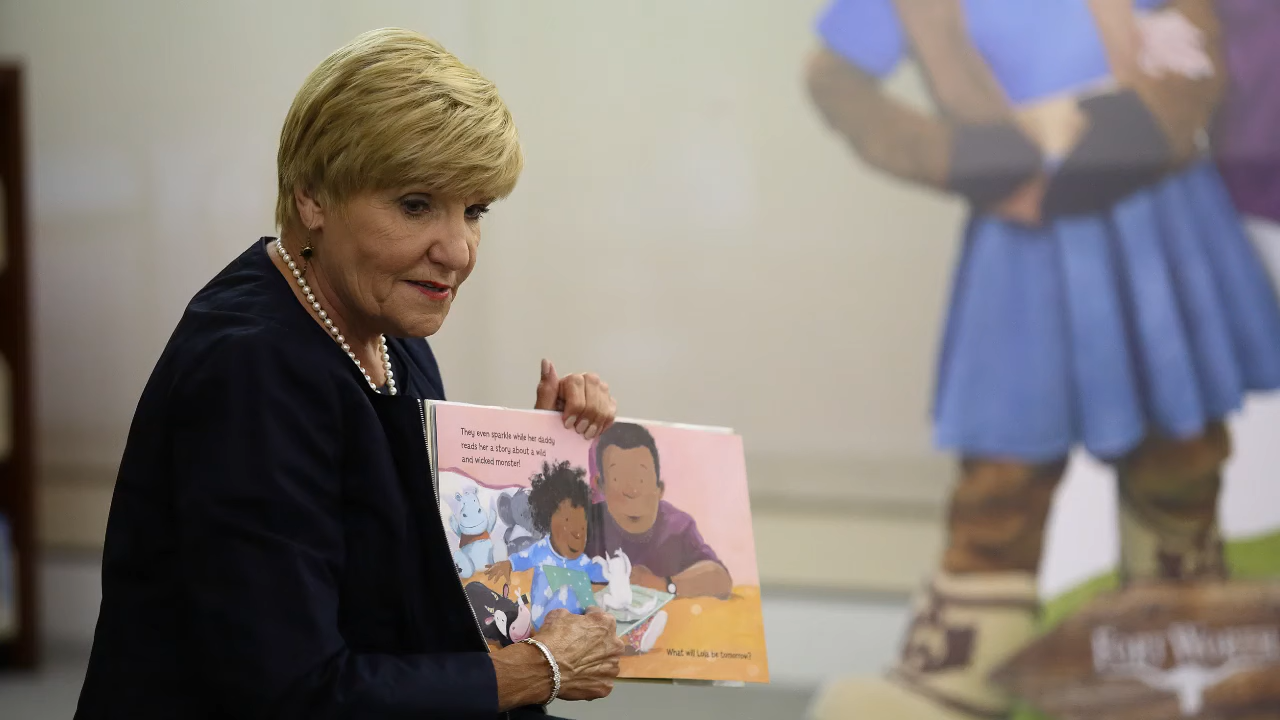 They even sparkle while her daddy
reads her a story about a wild
and wicked monster!
What will Lola be tomorrow?
FORT WORTH